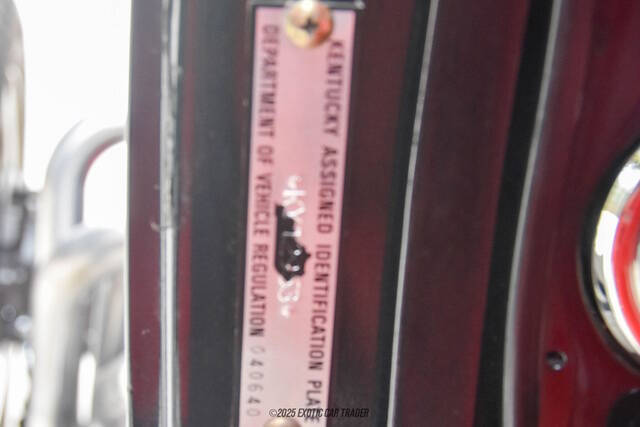 KENTUCKY ASSIGNED IDENTIFICATION PLATE
DEPARTMENT OF VEHICLE REGULATION 040640
©2025 EXOTIC CAR TRADER